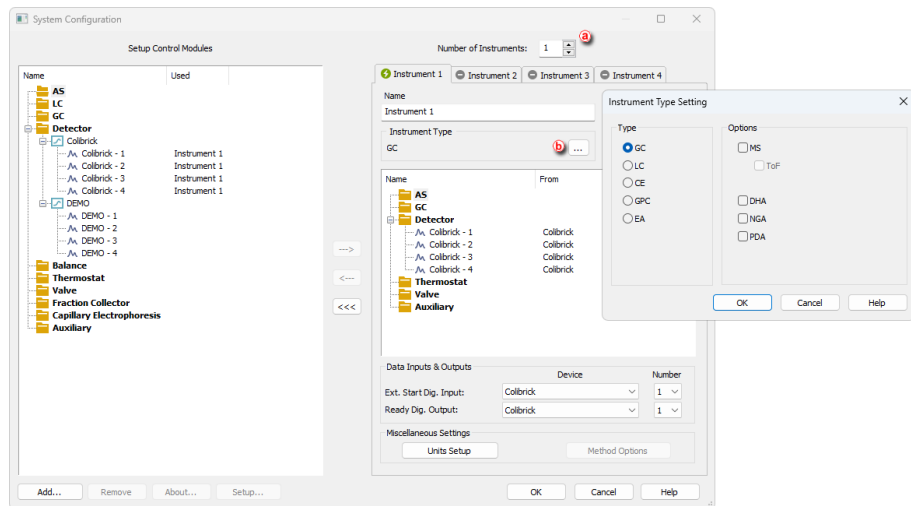 System Configuration
Setup Control Modules
Name Used
AS
LC
GC
Detector
Colibrick
Colibrick - 1 Instrument 1
Colibrick - 2 Instrument 1
Colibrick - 3 Instrument 1
Colibrick - 4 Instrument 1
DEMO
DEMO - 1
DEMO - 2
DEMO - 3
DEMO - 4
Balance
Thermostat
Valve
Fraction Collector
Capillary Electrophoresis
Auxiliary
Add... Remove About... Setup...
--->
<---
<<<
Number of Instruments: 1 a
Instrument 1 Instrument 2 Instrument 3 Instrument 4
Name
Instrument 1
Instrument Type
GC b ...
Name From
AS
GC
Detector
Colibrick - 1 Colibrick
Colibrick - 2 Colibrick
Colibrick - 3 Colibrick
Colibrick - 4 Colibrick
Thermostat
Valve
Auxiliary
Data Inputs & Outputs
Device Number
Ext. Start Dig. Input: Colibrick 1
Ready Dig. Output: Colibrick 1
Miscellaneous Settings
Units Setup Method Options
OK Cancel Help
Instrument Type Setting
Type Options
GC MS
LC ToF
CE
GPC DHA
EA NGA
PDA
OK Cancel Help